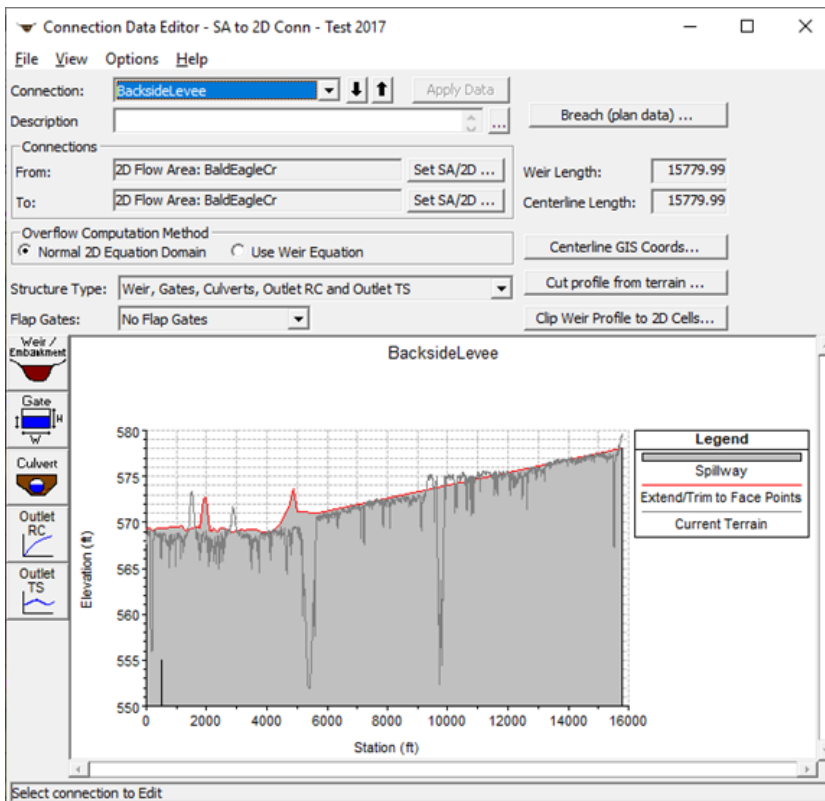 Connection Data Editor - SA to 2D Conn - Test 2017
File View Options Help
Connection: BacksideLevee Apply Data
Description ... Breach (plan data) ...
Connections
From: 2D Flow Area: BaldEagleCr Set SA/2D ... Weir Length: 15779.99
To: 2D Flow Area: BaldEagleCr Set SA/2D ... Centerline Length: 15779.99
Overflow Computation Method
Normal 2D Equation Domain Use Weir Equation Centerline GIS Coords...
Structure Type: Weir, Gates, Culverts, Outlet RC and Outlet TS Cut profile from terrain ...
Flap Gates: No Flap Gates Clip Weir Profile to 2D Cells...
Weir /
Embankment
Gate
H
W
Culvert
Outlet
RC
Outlet
TS
BacksideLevee
580
575
570
565
560
555
550
Elevation (ft)
0 2000 4000 6000 8000 10000 12000 14000 16000
Station (ft)
Legend
Spillway
Extend/Trim to Face Points
Current Terrain
Select connection to Edit